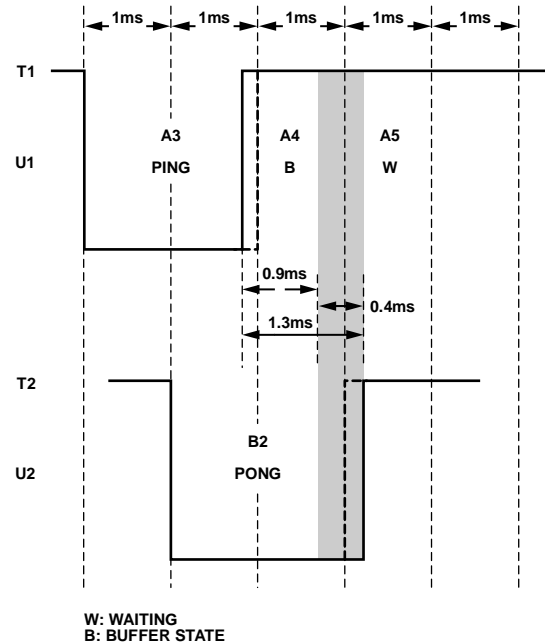 1ms 1ms 1ms 1ms 1ms
T1
A3 A4 A5
U1 PING B W
0.9ms
0.4ms
1.3ms
T2
B2
U2 PONG
W: WAITING
B: BUFFER STATE